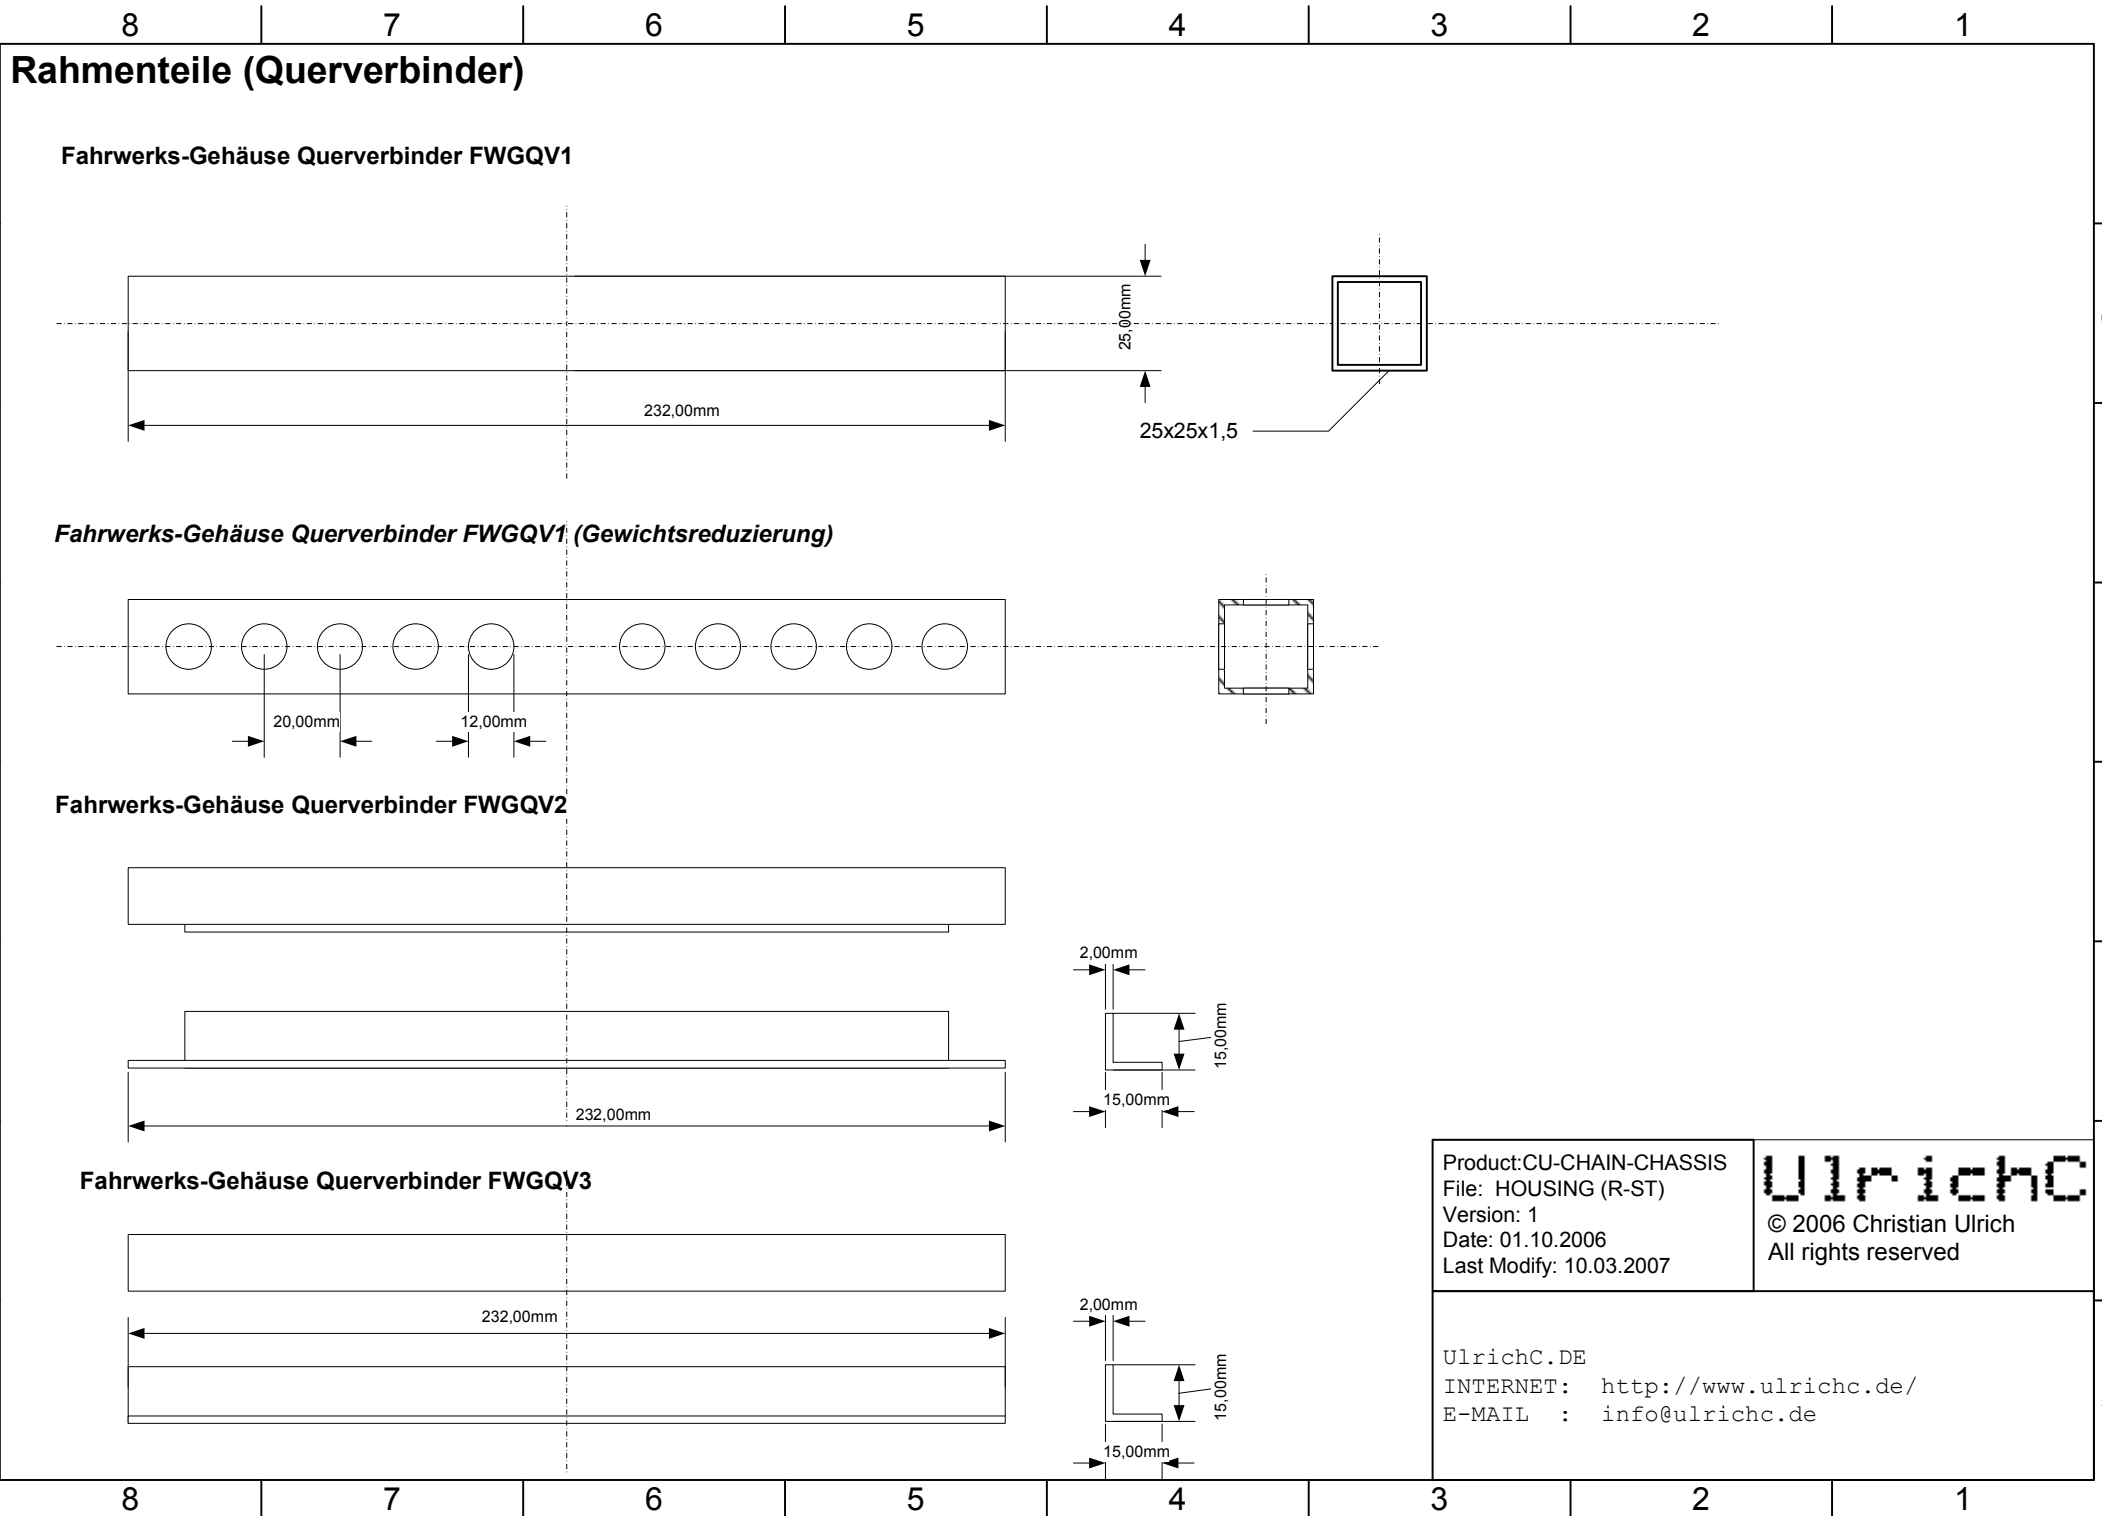 8 7 6 5 4 3 2 1
Rahmenteile (Querverbinder)
Fahrwerks-Gehäuse Querverbinder FWGQV1
25,00mm
232,00mm
25x25x1,5
Fahrwerks-Gehäuse Querverbinder FWGQV1 (Gewichtsreduzierung)
20,00mm
12,00mm
Fahrwerks-Gehäuse Querverbinder FWGQV2
2,00mm
15,00mm
15,00mm
232,00mm
Fahrwerks-Gehäuse Querverbinder FWGQV3
232,00mm
2,00mm
15,00mm
15,00mm
Product:CU-CHAIN-CHASSIS
File: HOUSING (R-ST)
Version: 1
Date: 01.10.2006
Last Modify: 10.03.2007
UlrichC
© 2006 Christian Ulrich
All rights reserved
UlrichC.DE
INTERNET: http://www.ulrichc.de/
E-MAIL : info@ulrichc.de
8 7 6 5 4 3 2 1